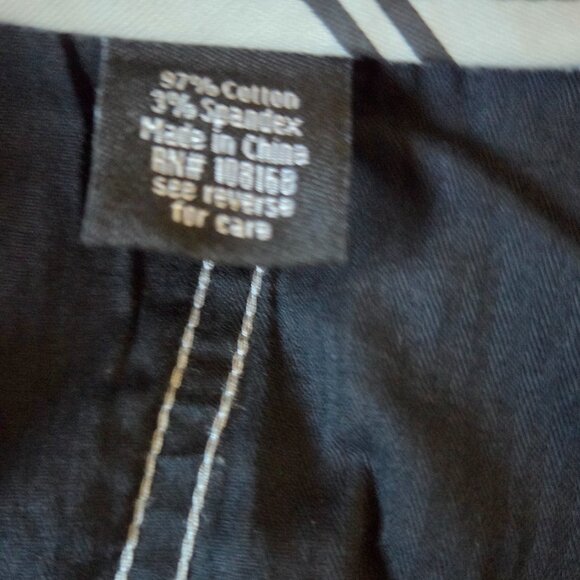 97% Cotton
3% Spandex
Made in China
RN# 108168
see reverse
for care